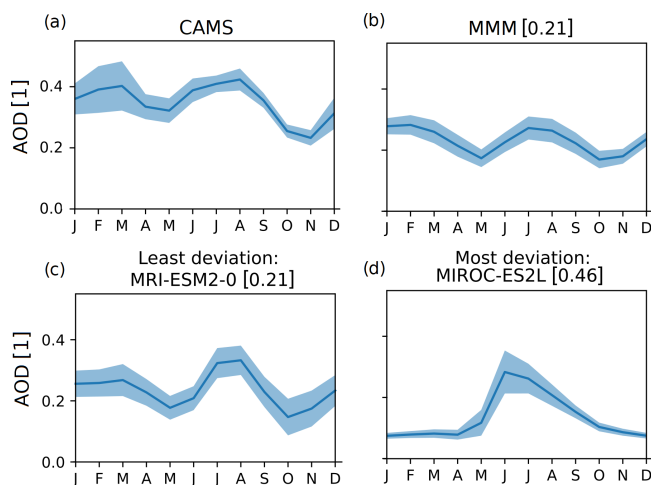 (a)
CAMS
AOD [1]
0.4
0.2
0.0
J F M A M J J A S O N D
(b)
MMM [0.21]
J F M A M J J A S O N D
(c)
Least deviation:
MRI-ESM2-0 [0.21]
AOD [1]
0.4
0.2
0.0
J F M A M J J A S O N D
(d)
Most deviation:
MIROC-ES2L [0.46]
J F M A M J J A S O N D